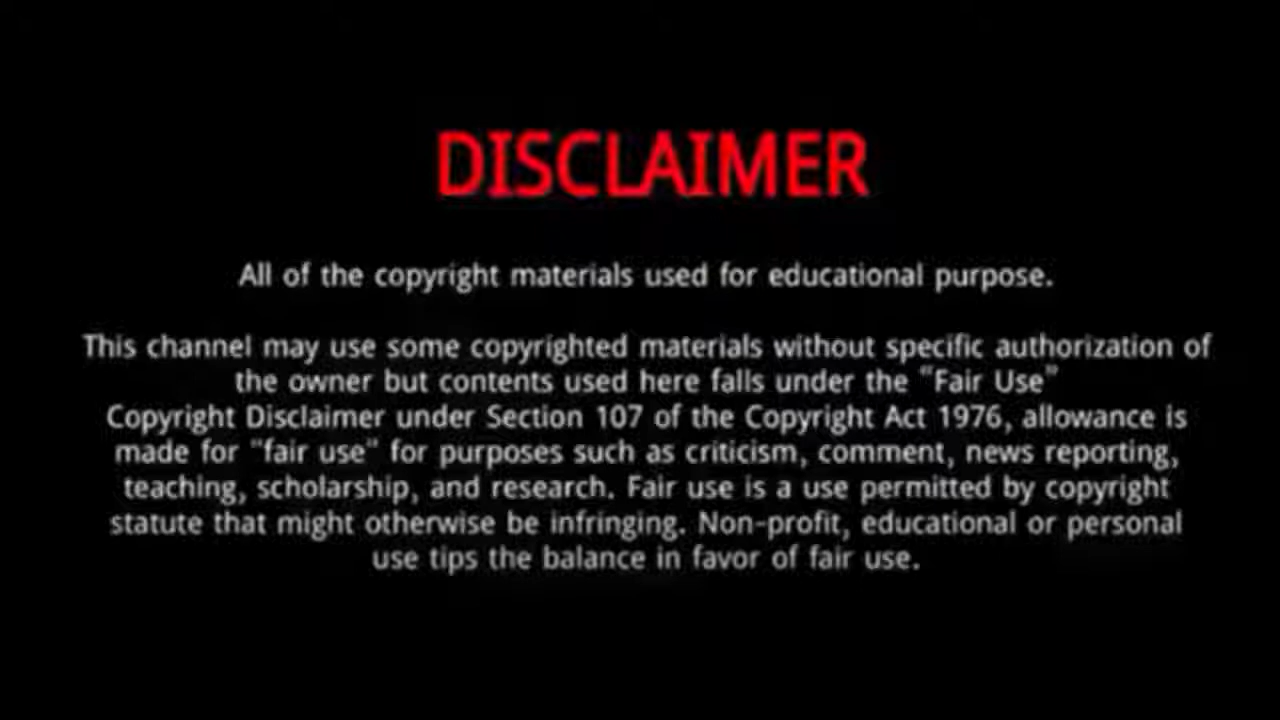 DISCLAIMER
All of the copyright materials used for educational purpose.
This channel may use some copyrighted materials without specific authorization of
the owner but contents used here falls under the “Fair Use”
Copyright Disclaimer under Section 107 of the Copyright Act 1976, allowance is
made for "fair use" for purposes such as criticism, comment, news reporting,
teaching, scholarship, and research. Fair use is a use permitted by copyright
statute that might otherwise be infringing. Non-profit, educational or personal
use tips the balance in favor of fair use.